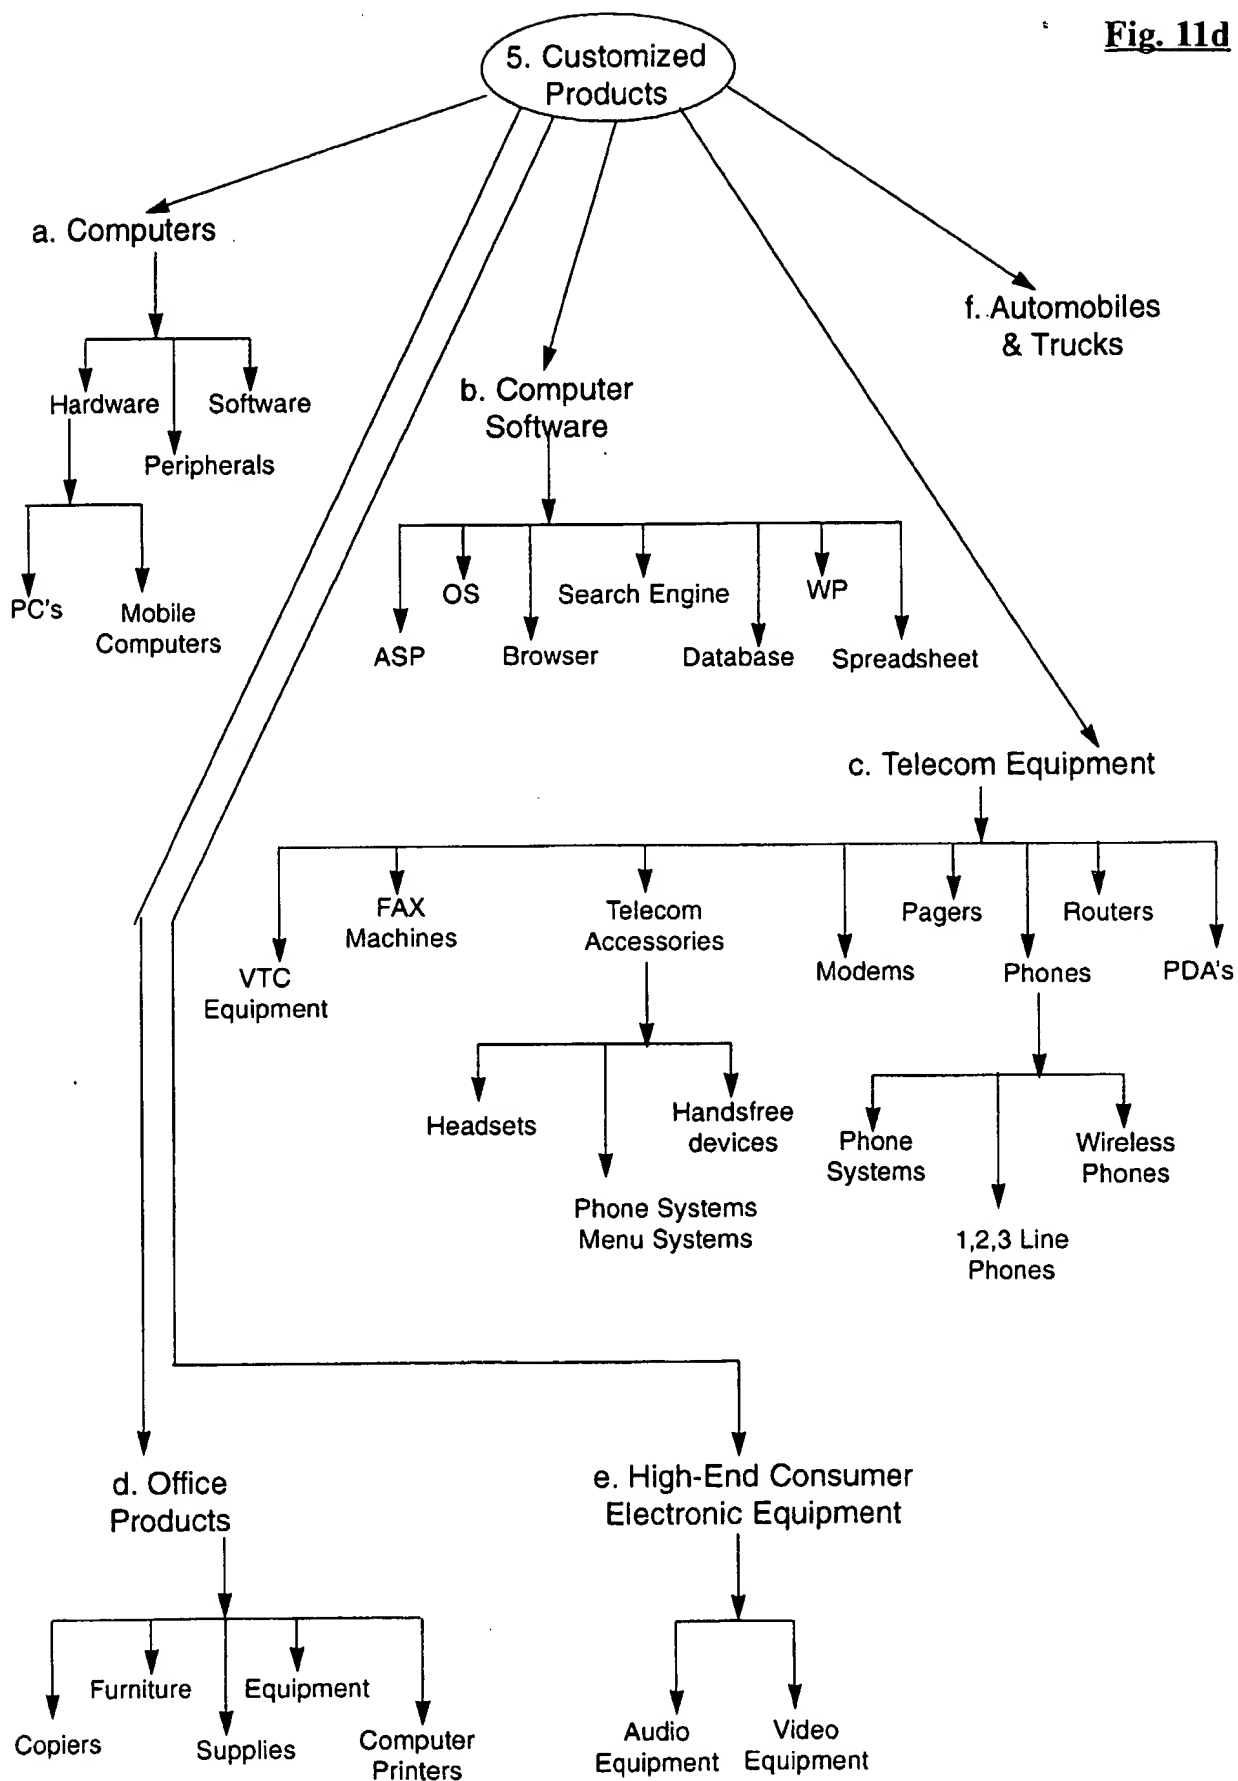 Fig. 11d
5. Customized
Products
a. Computers
Hardware
Software
Peripherals
PC's
Mobile
Computers
f. Automobiles
& Trucks
b. Computer
Software
OS
Search Engine
WP
ASP
Browser
Database
Spreadsheet
c. Telecom Equipment
FAX
Machines
Telecom
Accessories
Pagers
Routers
VTC
Equipment
Modems
Phones
PDA's
Headsets
Handsfree
devices
Phone Systems
Menu Systems
Phone
Systems
Wireless
Phones
1,2,3 Line
Phones
d. Office
Products
e. High-End Consumer
Electronic Equipment
Furniture
Equipment
Copiers
Supplies
Computer
Printers
Audio
Equipment
Video
Equipment